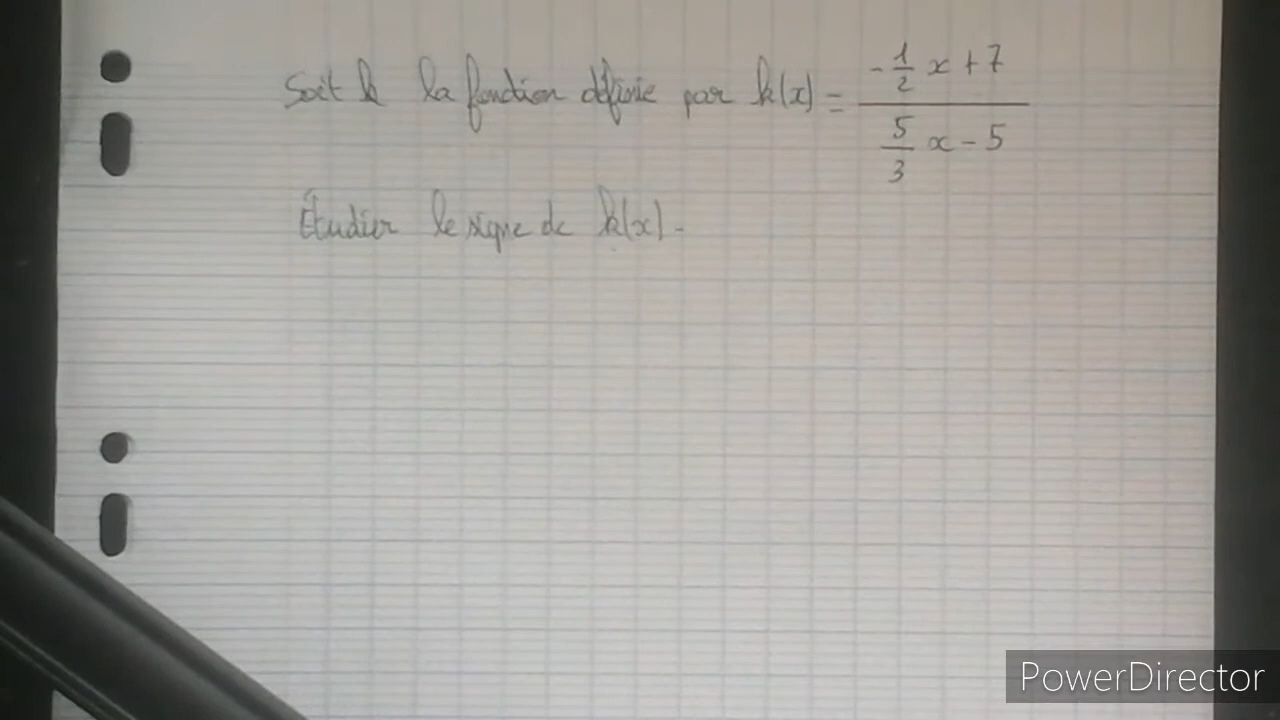 Soit k la fonction définie par k(x) = (-1/2 x + 7)/(5/3 x - 5)
Étudier le signe de k(x).
PowerDirector